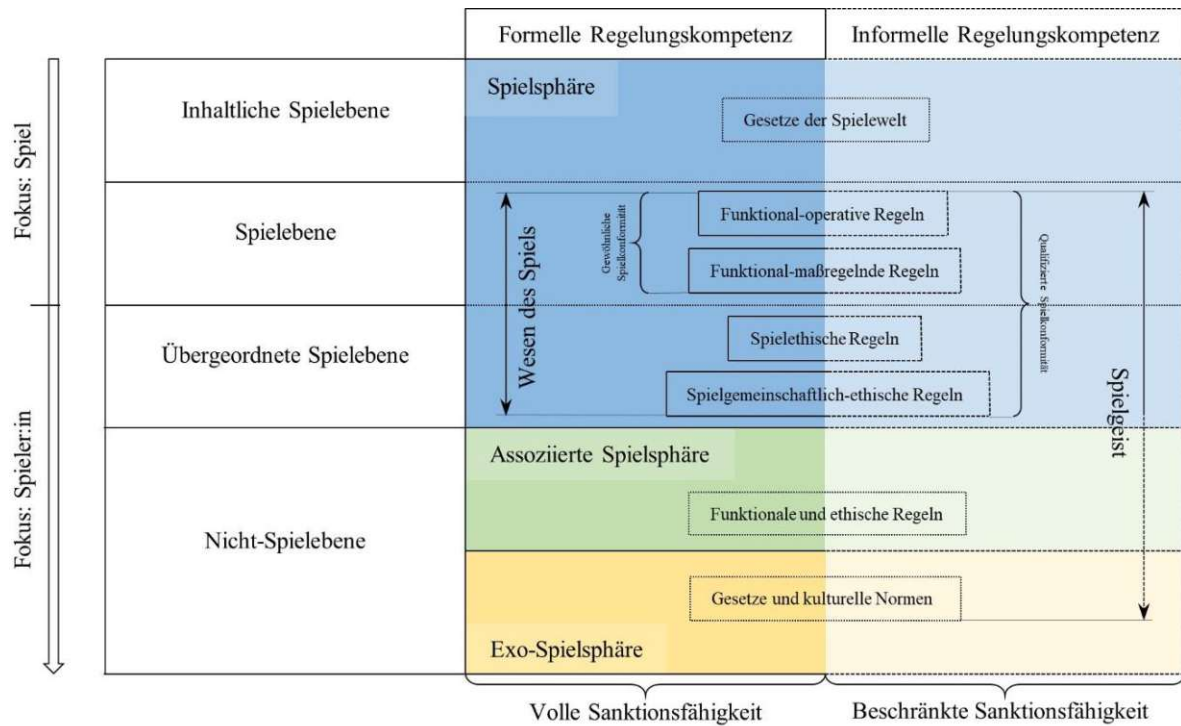 Formelle Regelungskompetenz
Informelle Regelungskompetenz
Fokus: Spiel
Fokus: Spieler:in
Inhaltliche Spielebene
Spielsphäre
Gesetze der Spielewelt
Spielebene
Wesen des Spiels
Gewöhnliche
Spielkonformität
Funktional-operative Regeln
Funktional-maßregelnde Regeln
Qualifizierte Spielkonformität
Übergeordnete Spielebene
Spielethische Regeln
Spielgemeinschaftlich-ethische Regeln
Spielgeist
Nicht-Spielebene
Assoziierte Spielsphäre
Funktionale und ethische Regeln
Gesetze und kulturelle Normen
Exo-Spielsphäre
Volle Sanktionsfähigkeit
Beschränkte Sanktionsfähigkeit